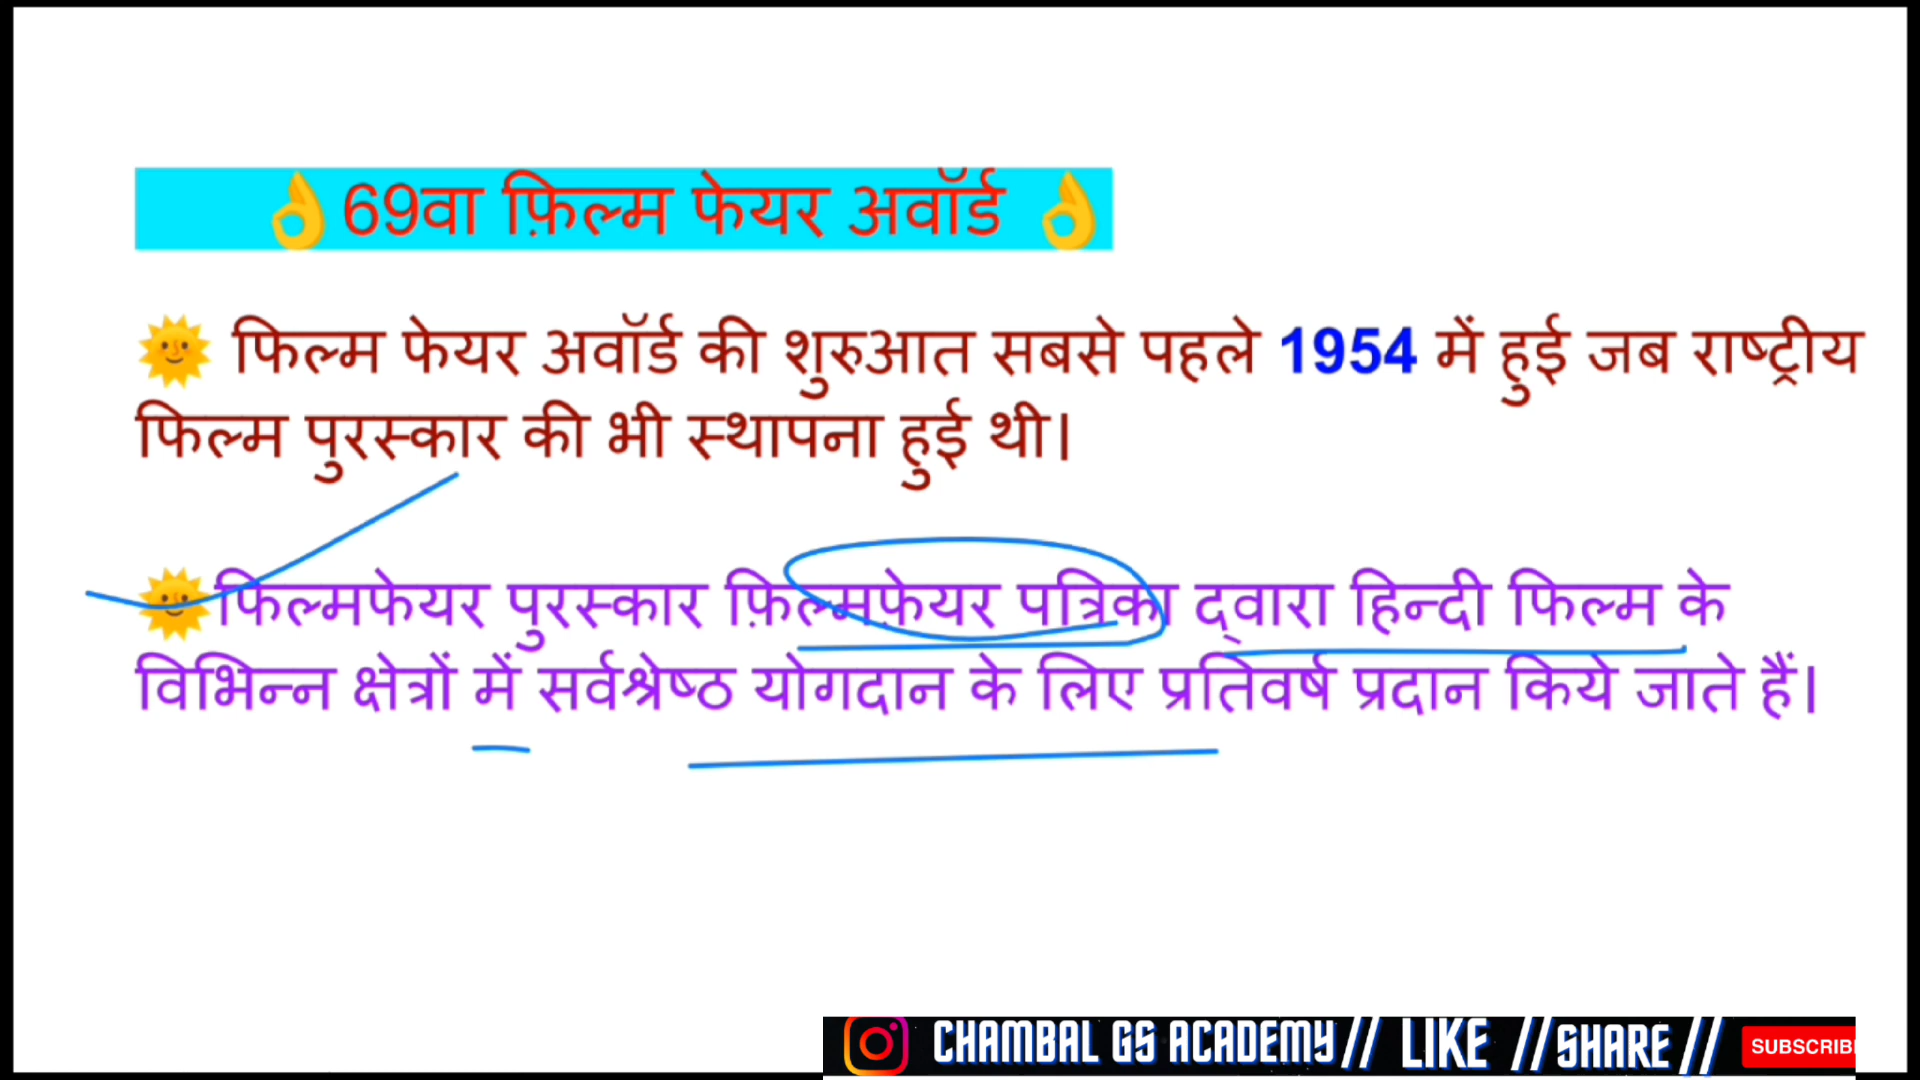 👌69वा फ़िल्म फेयर अवॉर्ड 👌
🌞 फिल्म फेयर अवॉर्ड की शुरुआत सबसे पहले 1954 में हुई जब राष्ट्रीय
फिल्म पुरस्कार की भी स्थापना हुई थी।
🌞फिल्मफेयर पुरस्कार फ़िल्मफ़ेयर पत्रिका द्वारा हिन्दी फिल्म के
विभिन्न क्षेत्रों में सर्वश्रेष्ठ योगदान के लिए प्रतिवर्ष प्रदान किये जाते हैं।
CHAMBAL GS ACADEMY// LIKE //SHARE // SUBSCRIB